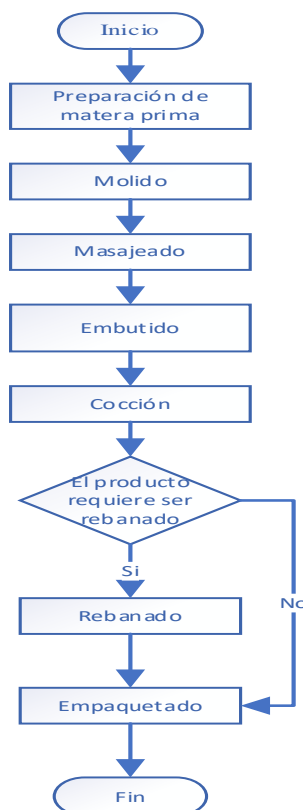 Inicio
Preparación de
matera prima
Molido
Masajeado
Embutido
Cocción
El producto
requiere ser
rebanado
Si
No
Rebanado
Empaquetado
Fin